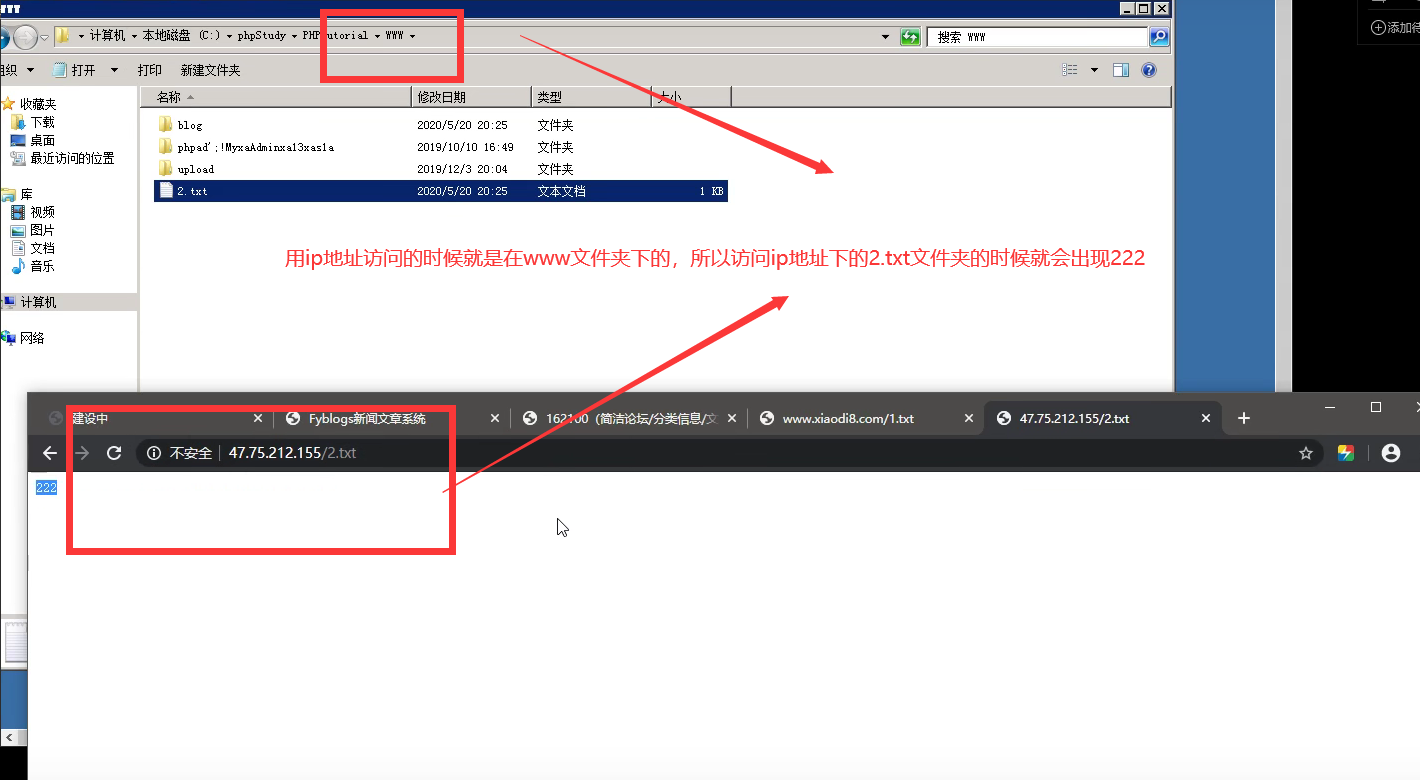 添加待
计算机 本地磁盘 (C:) phpStudy PHPTutorial WWW
搜索 WWW
组织 打开 打印 新建文件夹
名称 修改日期 类型 大小
收藏夹
下载
桌面
最近访问的位置
库
视频
图片
文档
音乐
计算机
网络
blog 2020/5/20 20:25 文件夹
phpad';!MyxaAdminxa13xas1a 2019/10/10 16:49 文件夹
upload 2019/12/3 20:04 文件夹
2.txt 2020/5/20 20:25 文本文档 1 KB
用ip地址访问的时候就是在www文件夹下的，所以访问ip地址下的2.txt文件夹的时候就会出现222
建设中 Fyblogs新闻文章系统 162100（简洁论坛/分类信息/文 www.xiaodi8.com/1.txt 47.75.212.155/2.txt
不安全 47.75.212.155/2.txt
222